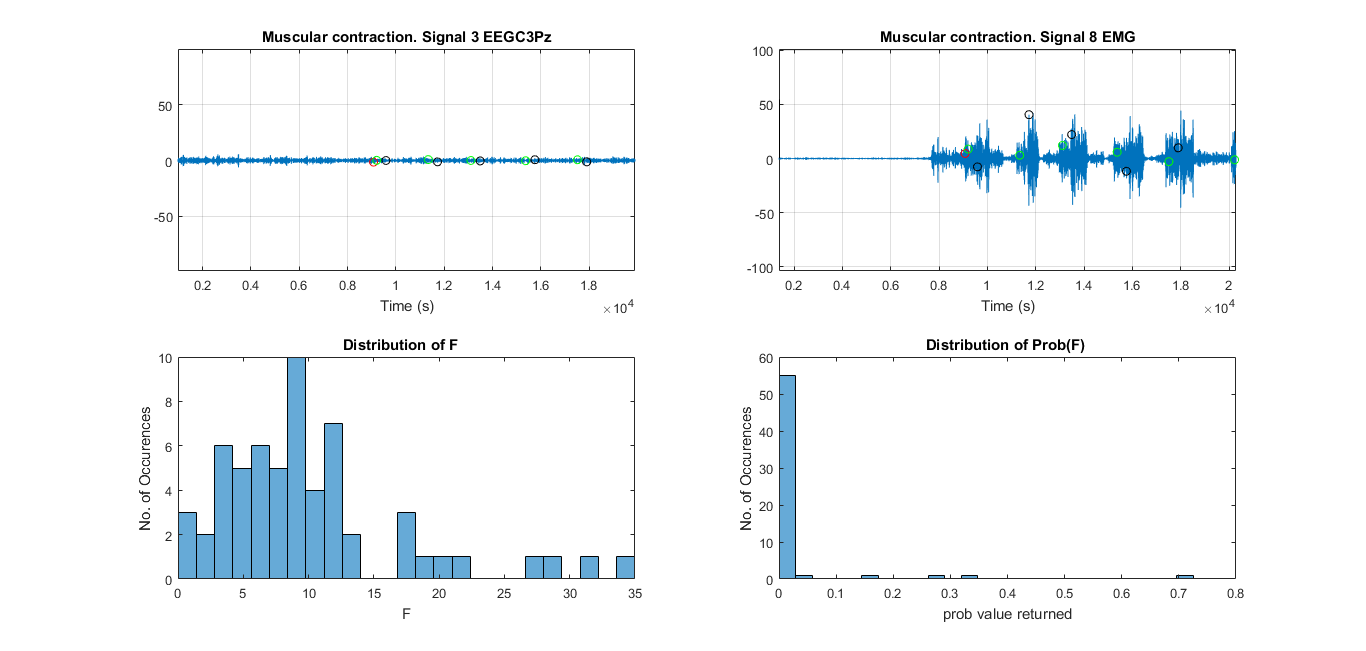 Muscular contraction. Signal 3 EEGC3Pz
50
0
-50
0.2 0.4 0.6 0.8 1 1.2 1.4 1.6 1.8
Time (s)
×10^4
Muscular contraction. Signal 8 EMG
100
50
0
-50
-100
0.2 0.4 0.6 0.8 1 1.2 1.4 1.6 1.8 2
Time (s)
×10^4
Distribution of F
No. of Occurences
10
8
6
4
2
0
0 5 10 15 20 25 30 35
F
Distribution of Prob(F)
No. of Occurences
60
50
40
30
20
10
0
0 0.1 0.2 0.3 0.4 0.5 0.6 0.7 0.8
prob value returned